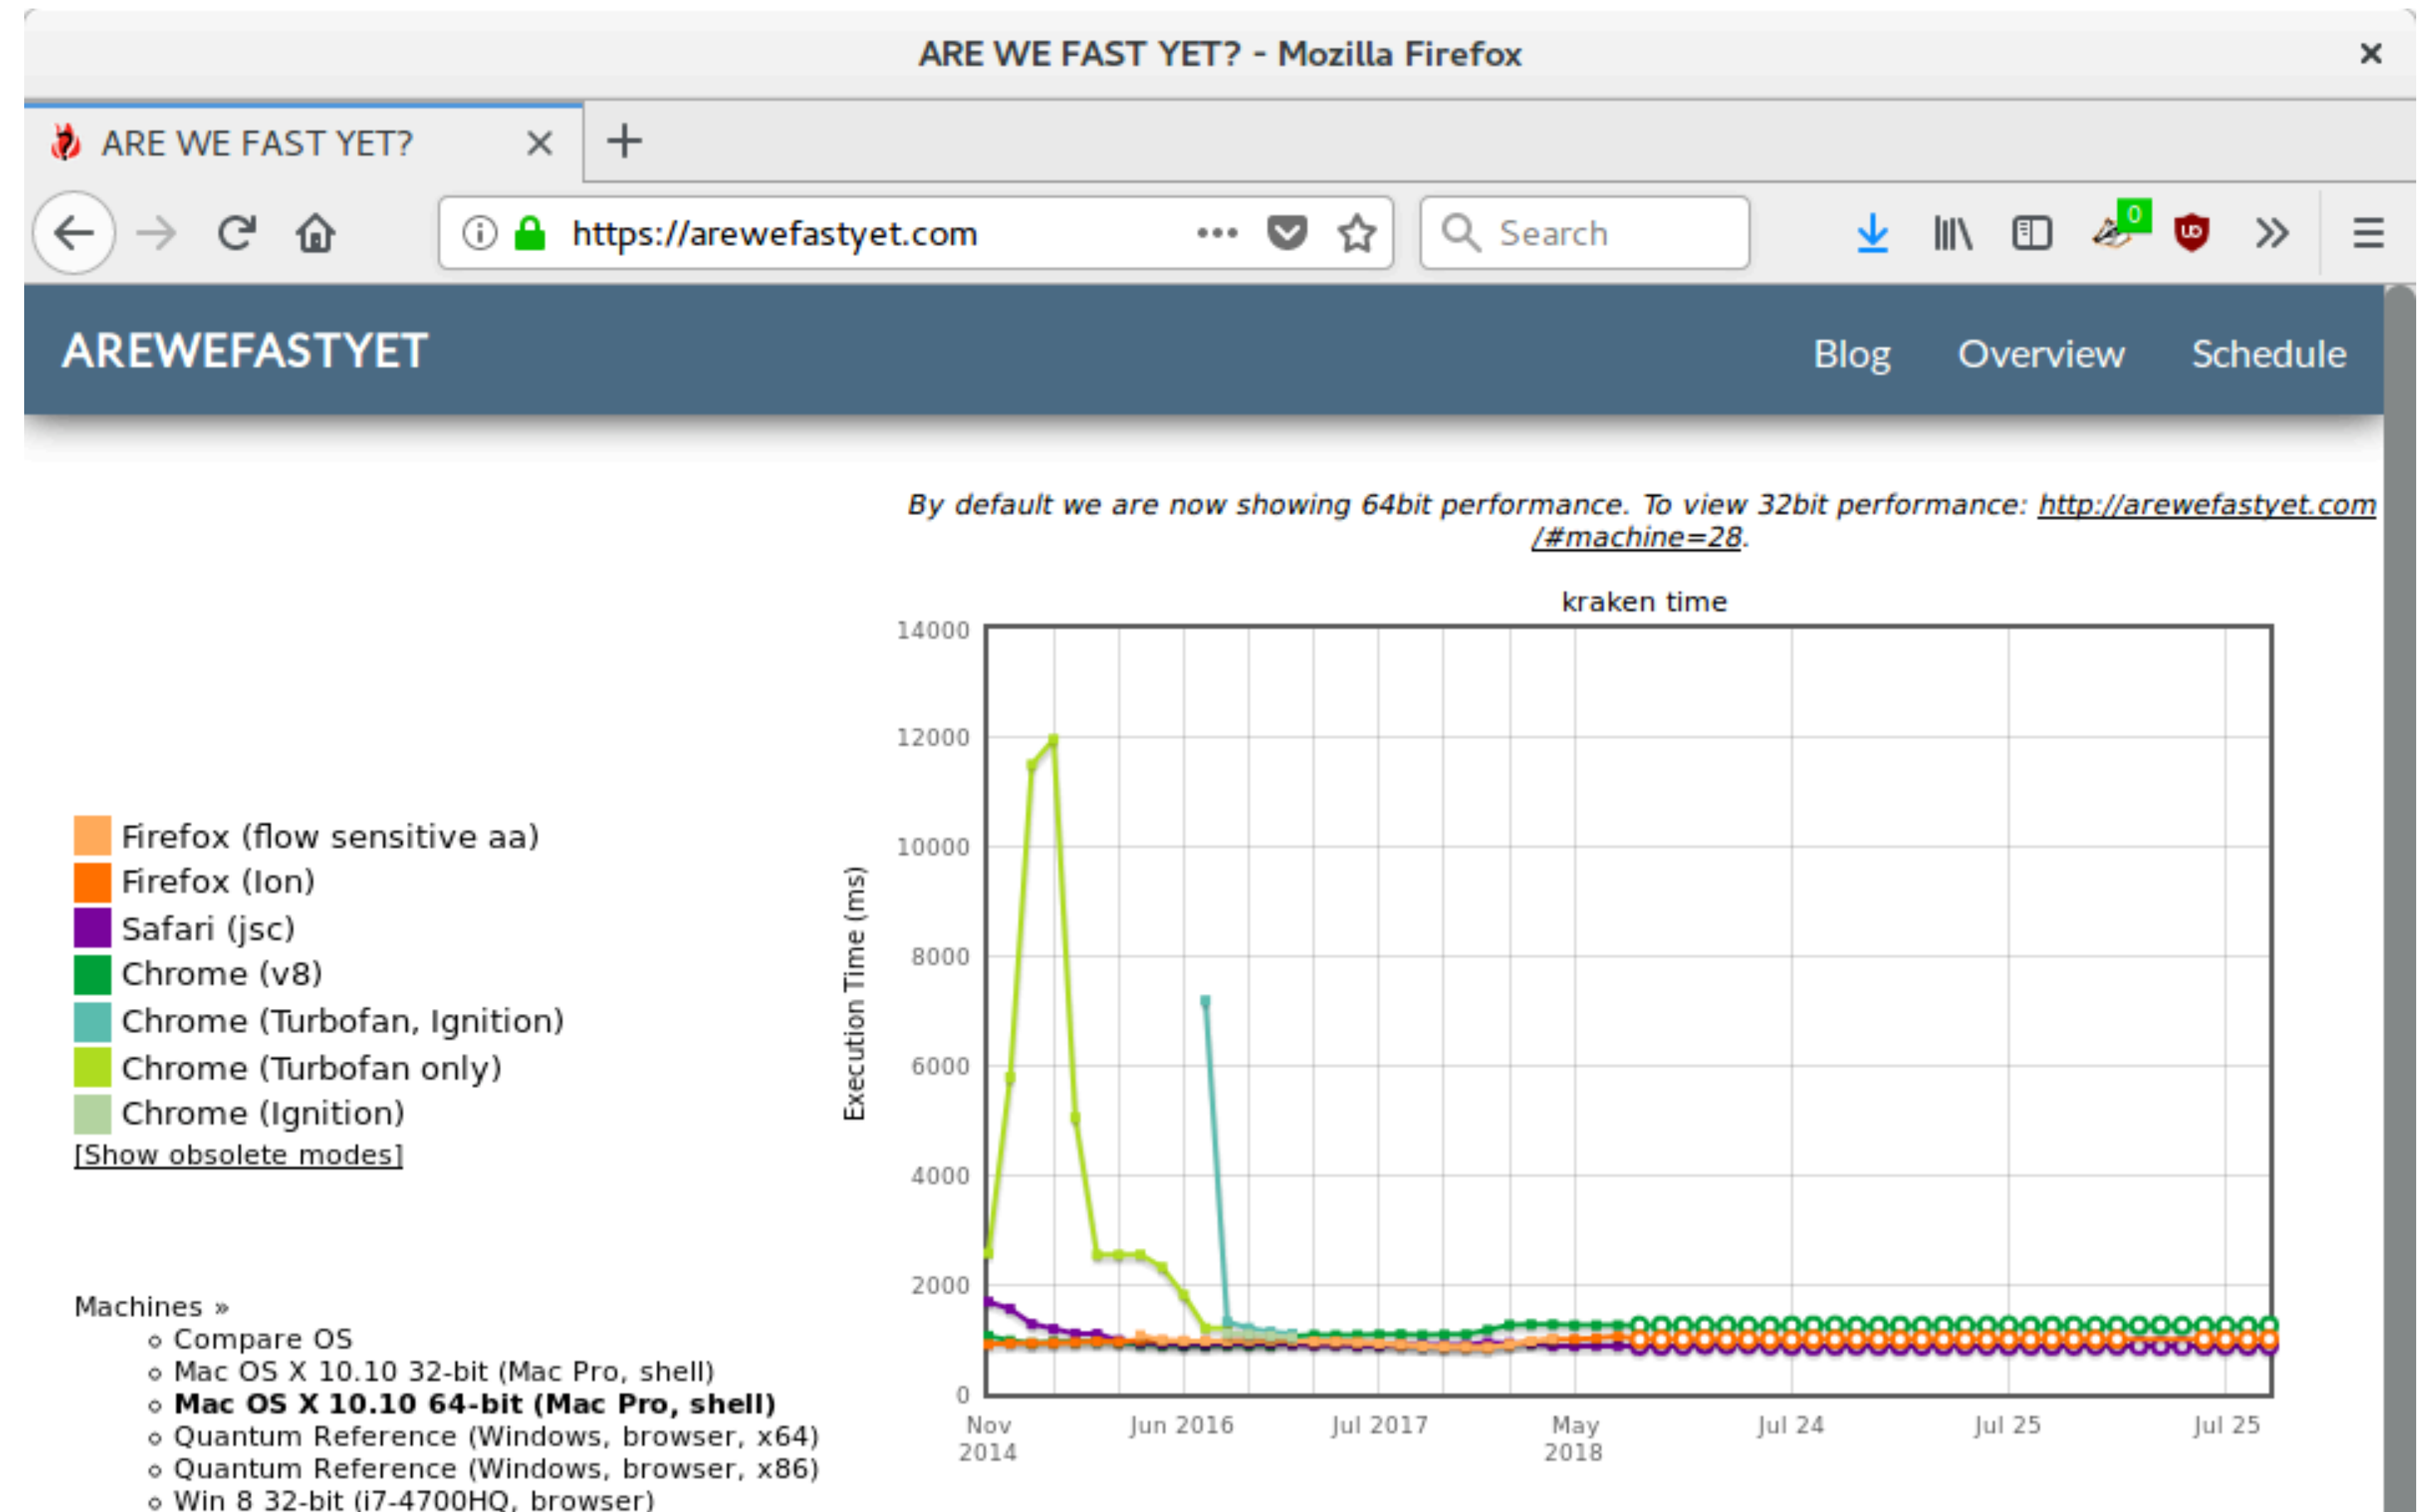 ARE WE FAST YET? - Mozilla Firefox
ARE WE FAST YET?
https://arewefastyet.com
Search
0
AREWEFASTYET
Blog Overview Schedule
By default we are now showing 64bit performance. To view 32bit performance: http://arewefastyet.com
/#machine=28.
kraken time
14000
12000
10000
8000
6000
4000
2000
0
Execution Time (ms)
Nov
2014
Jun 2016
Jul 2017
May
2018
Jul 24
Jul 25
Jul 25
Firefox (flow sensitive aa)
Firefox (Ion)
Safari (jsc)
Chrome (v8)
Chrome (Turbofan, Ignition)
Chrome (Turbofan only)
Chrome (Ignition)
[Show obsolete modes]
Machines »
Compare OS
Mac OS X 10.10 32-bit (Mac Pro, shell)
Mac OS X 10.10 64-bit (Mac Pro, shell)
Quantum Reference (Windows, browser, x64)
Quantum Reference (Windows, browser, x86)
Win 8 32-bit (i7-4700HQ, browser)